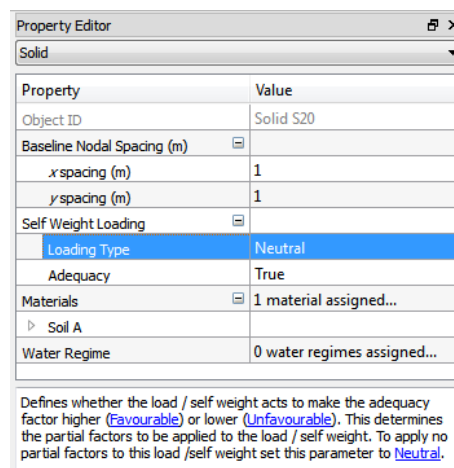 Property Editor
Solid
Property Value
Object ID Solid S20
Baseline Nodal Spacing (m)
x spacing (m) 1
y spacing (m) 1
Self Weight Loading
Loading Type Neutral
Adequacy True
Materials 1 material assigned...
Soil A
Water Regime 0 water regimes assigned...
Defines whether the load / self weight acts to make the adequacy
factor higher (Favourable) or lower (Unfavourable). This determines
the partial factors to be applied to the load / self weight. To apply no
partial factors to this load /self weight set this parameter to Neutral.